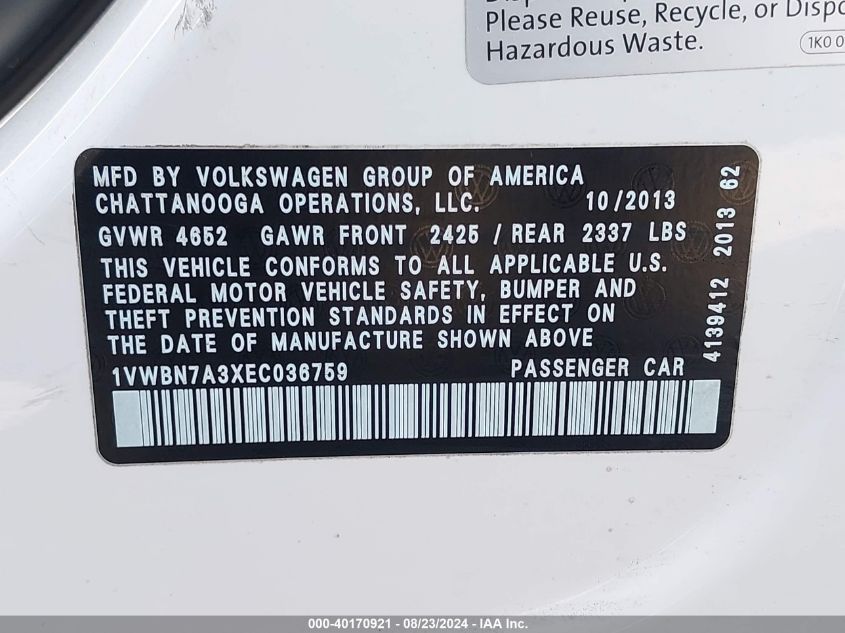 Please Reuse, Recycle, or Dispo
Hazardous Waste.
1K0 0
MFD BY VOLKSWAGEN GROUP OF AMERICA
CHATTANOOGA OPERATIONS, LLC. 10/2013
GVWR 4652 GAWR FRONT 2425 / REAR 2337 LBS
THIS VEHICLE CONFORMS TO ALL APPLICABLE U.S.
FEDERAL MOTOR VEHICLE SAFETY, BUMPER AND
THEFT PREVENTION STANDARDS IN EFFECT ON
THE DATE OF MANUFACTURE SHOWN ABOVE
1VWBN7A3XEC036759 PASSENGER CAR
4139412 2013 62
000-40170921 - 08/23/2024 - IAA Inc.